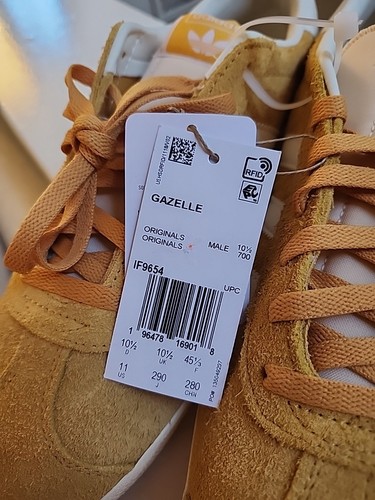 RFID
GAZELLE
ORIGINALS
ORIGINALS
MALE 10½
700
IF9654
UPC
1 96478 16901 8
10½ D
10½ UK
45⅓ F
11 US
290 J
280 CHN